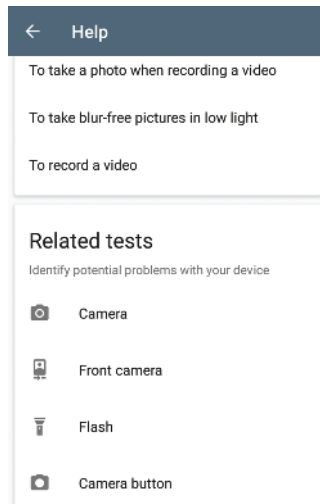 Help
To take a photo when recording a video
To take blur-free pictures in low light
To record a video
Related tests
Identify potential problems with your device
Camera
Front camera
Flash
Camera button